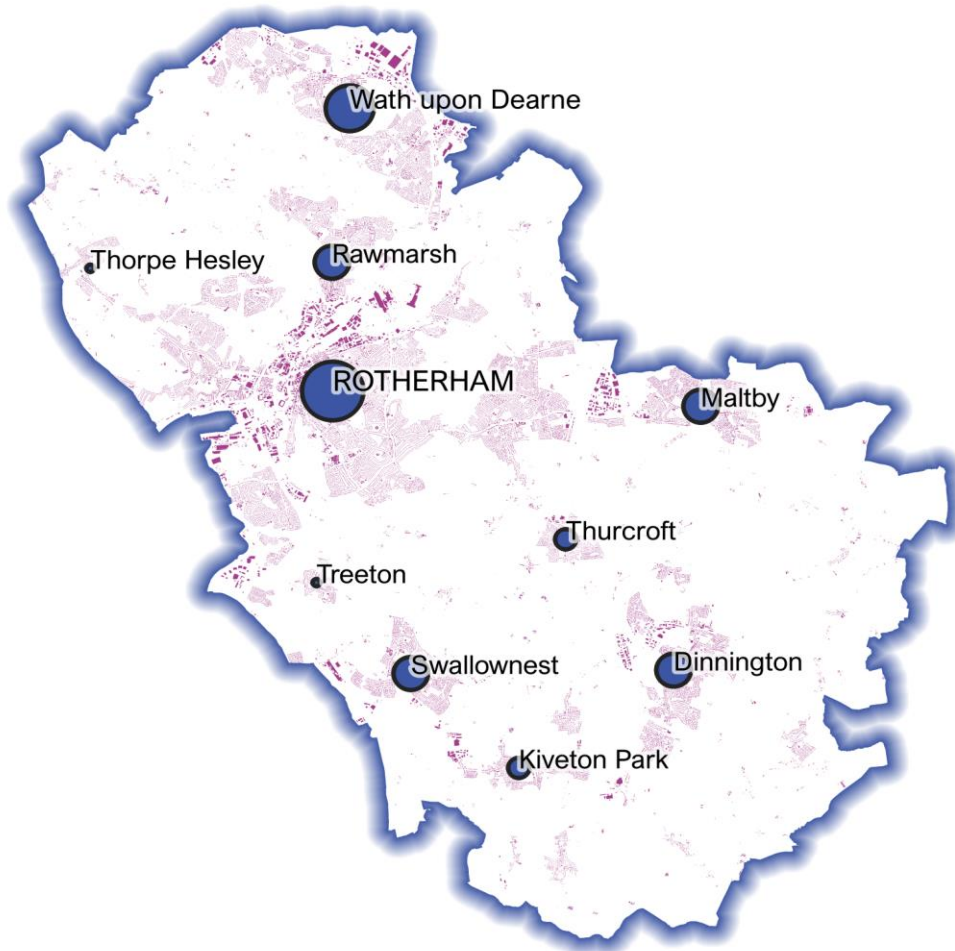 Wath upon Dearne
Thorpe Hesley
Rawmarsh
ROTHERHAM
Maltby
Thurcroft
Treeton
Swallownest
Dinnington
Kiveton Park